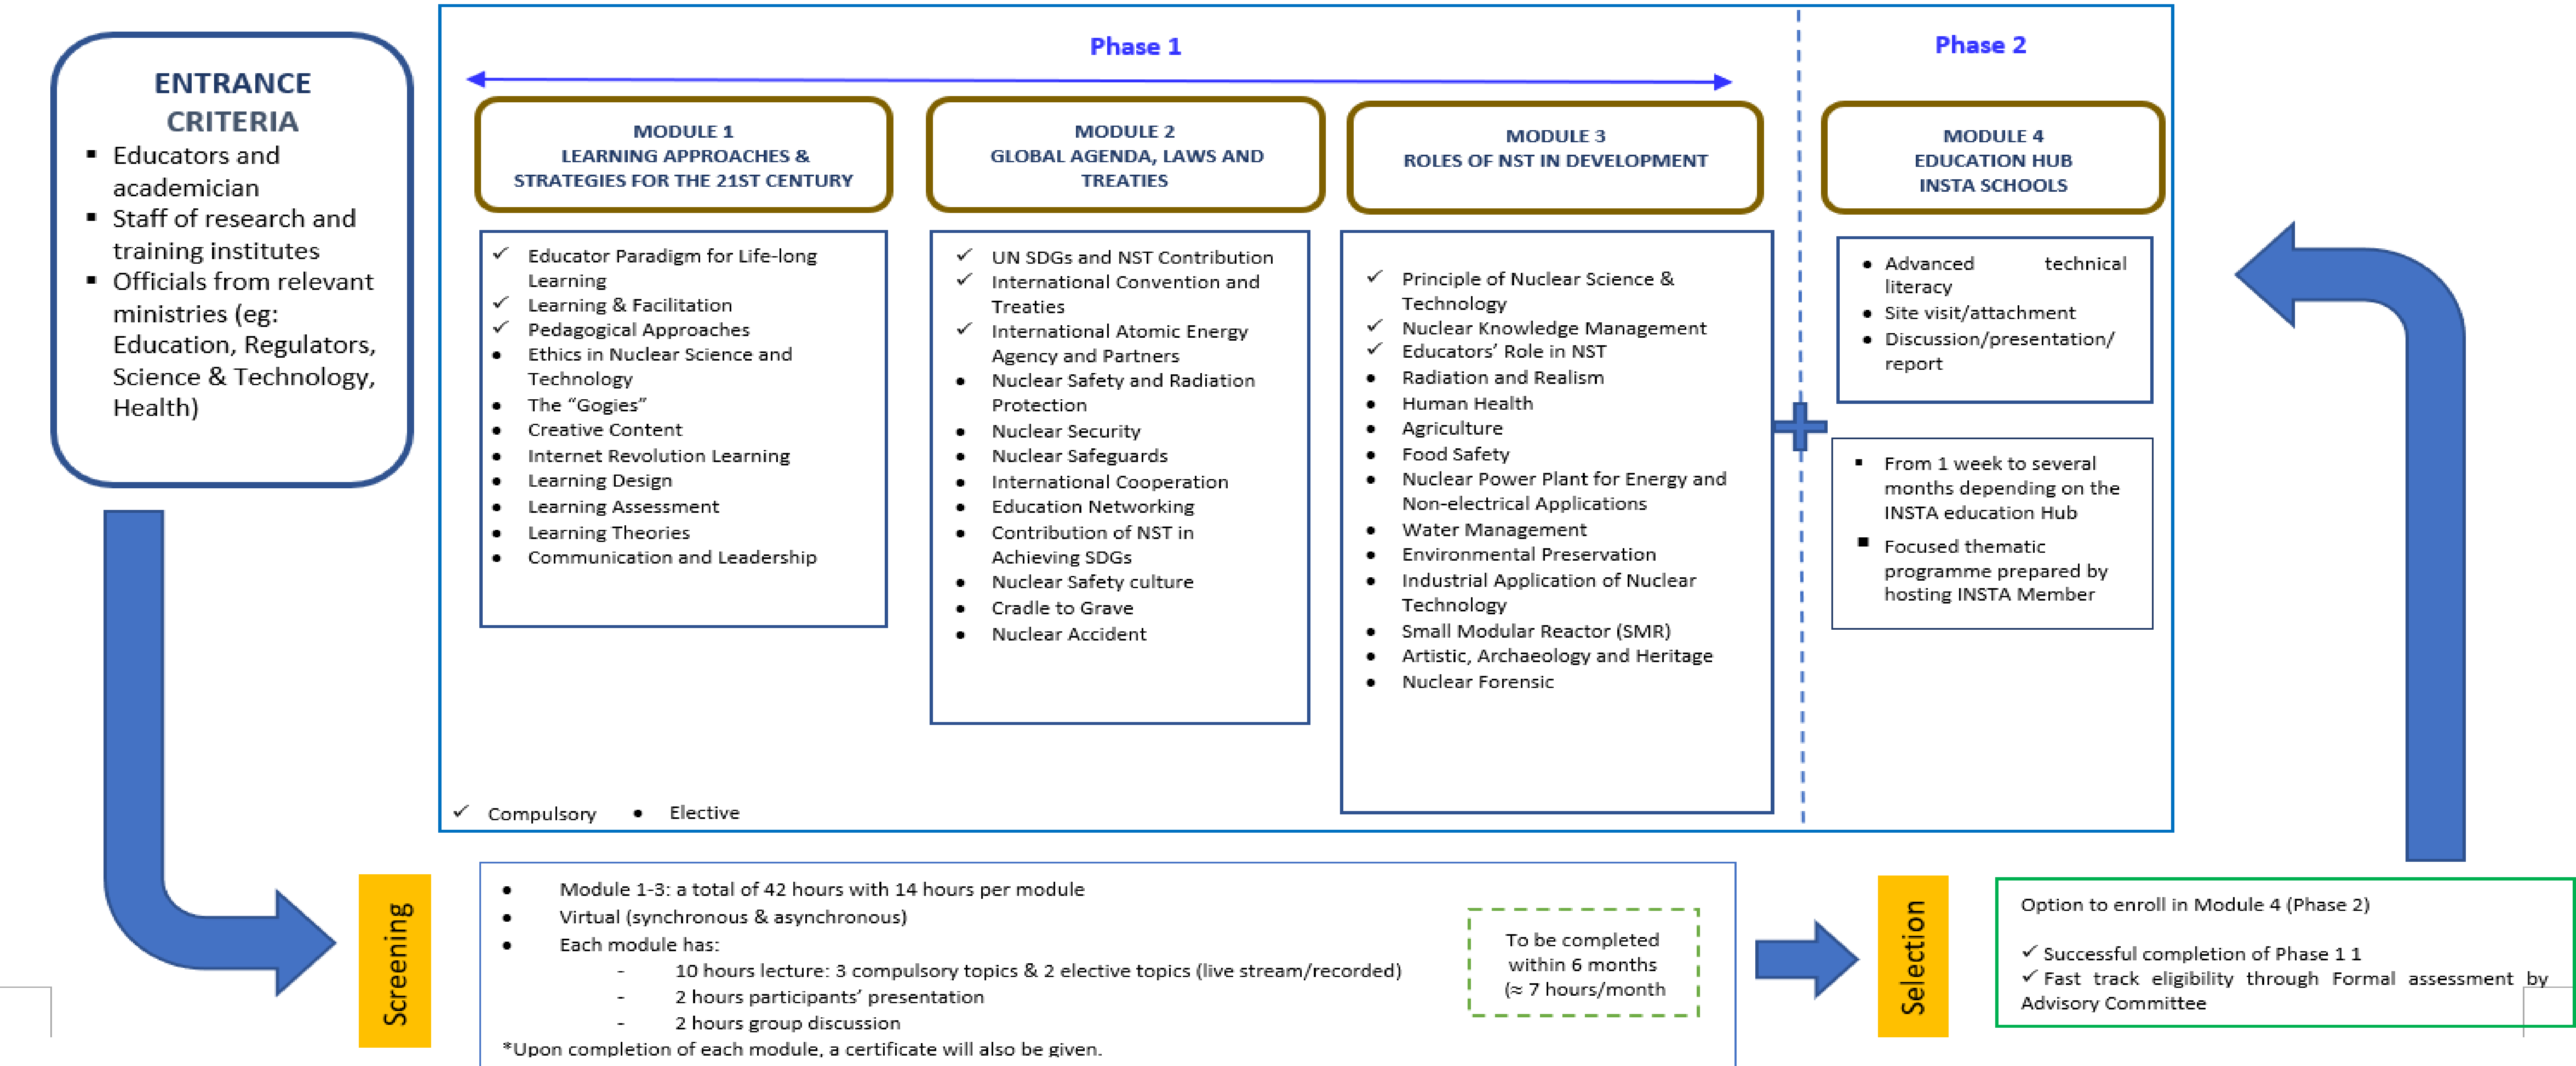 ENTRANCE
CRITERIA
▪ Educators and
academician
▪ Staff of research and
training institutes
▪ Officials from relevant
ministries (eg:
Education, Regulators,
Science & Technology,
Health)
Phase 1
Phase 2
MODULE 1
LEARNING APPROACHES &
STRATEGIES FOR THE 21ST CENTURY
✓ Educator Paradigm for Life-long
Learning
✓ Learning & Facilitation
✓ Pedagogical Approaches
• Ethics in Nuclear Science and
Technology
• The “Gogies”
• Creative Content
• Internet Revolution Learning
• Learning Design
• Learning Assessment
• Learning Theories
• Communication and Leadership
MODULE 2
GLOBAL AGENDA, LAWS AND
TREATIES
✓ UN SDGs and NST Contribution
✓ International Convention and
Treaties
✓ International Atomic Energy
Agency and Partners
• Nuclear Safety and Radiation
Protection
• Nuclear Security
• Nuclear Safeguards
• International Cooperation
• Education Networking
• Contribution of NST in
Achieving SDGs
• Nuclear Safety culture
• Cradle to Grave
• Nuclear Accident
MODULE 3
ROLES OF NST IN DEVELOPMENT
✓ Principle of Nuclear Science &
Technology
✓ Nuclear Knowledge Management
✓ Educators’ Role in NST
• Radiation and Realism
• Human Health
• Agriculture
• Food Safety
• Nuclear Power Plant for Energy and
Non-electrical Applications
• Water Management
• Environmental Preservation
• Industrial Application of Nuclear
Technology
• Small Modular Reactor (SMR)
• Artistic, Archaeology and Heritage
• Nuclear Forensic
MODULE 4
EDUCATION HUB
INSTA SCHOOLS
• Advanced technical
literacy
• Site visit/attachment
• Discussion/presentation/
report
▪ From 1 week to several
months depending on the
INSTA education Hub
▪ Focused thematic
programme prepared by
hosting INSTA Member
✓ Compulsory • Elective
Screening
• Module 1-3: a total of 42 hours with 14 hours per module
• Virtual (synchronous & asynchronous)
• Each module has:
- 10 hours lecture: 3 compulsory topics & 2 elective topics (live stream/recorded)
- 2 hours participants’ presentation
- 2 hours group discussion
*Upon completion of each module, a certificate will also be given.
To be completed
within 6 months
(≈ 7 hours/month
Selection
Option to enroll in Module 4 (Phase 2)
✓ Successful completion of Phase 1 1
✓ Fast track eligibility through Formal assessment by
Advisory Committee